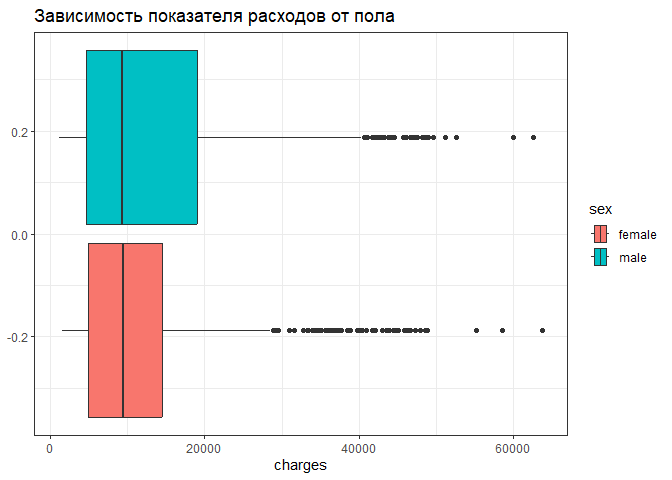 Зависимость показателя расходов от пола
0.2
0.0
-0.2
0
20000
40000
60000
charges
sex
female
male